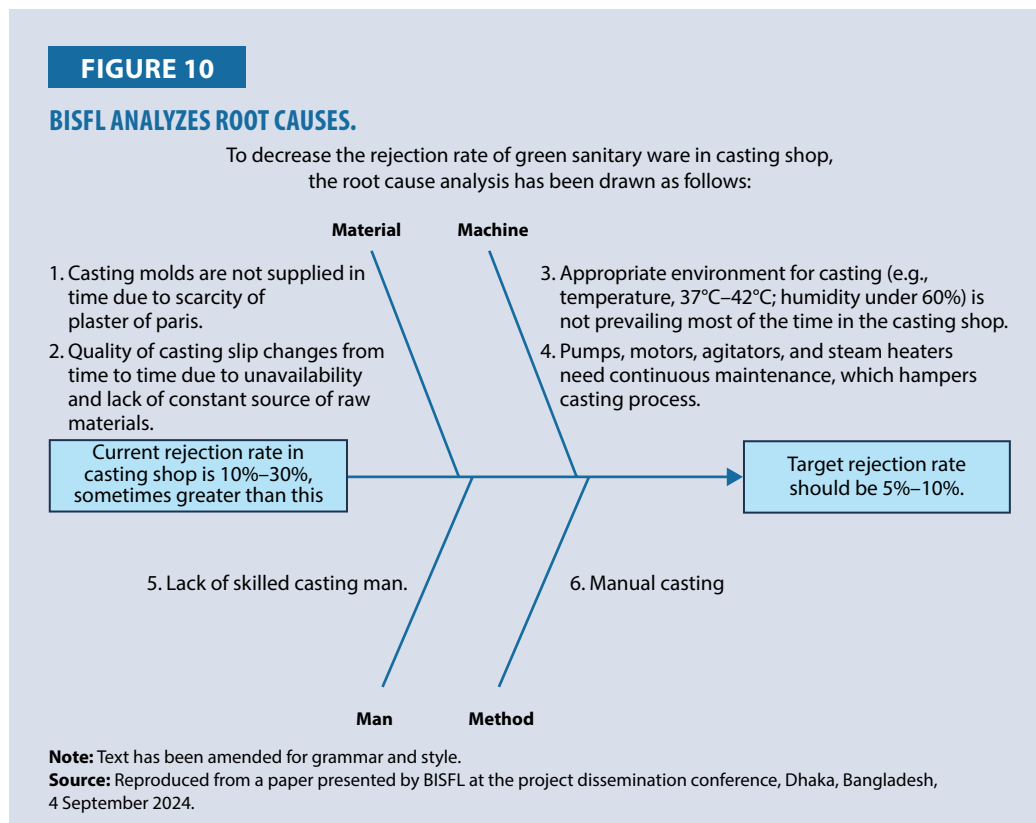 FIGURE 10
BISFL ANALYZES ROOT CAUSES.
To decrease the rejection rate of green sanitary ware in casting shop,
the root cause analysis has been drawn as follows:
Material
Machine
1. Casting molds are not supplied in
time due to scarcity of
plaster of paris.
2. Quality of casting slip changes from
time to time due to unavailability
and lack of constant source of raw
materials.
3. Appropriate environment for casting (e.g.,
temperature, 37°C–42°C; humidity under 60%) is
not prevailing most of the time in the casting shop.
4. Pumps, motors, agitators, and steam heaters
need continuous maintenance, which hampers
casting process.
Current rejection rate in
casting shop is 10%–30%,
sometimes greater than this
Target rejection rate
should be 5%–10%.
5. Lack of skilled casting man.
6. Manual casting
Man
Method
Note: Text has been amended for grammar and style.
Source: Reproduced from a paper presented by BISFL at the project dissemination conference, Dhaka, Bangladesh,
4 September 2024.